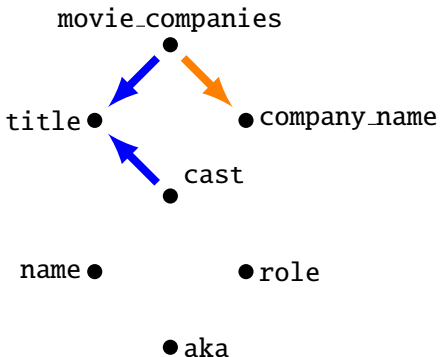 movie_companies
title
company_name
cast
name
role
aka